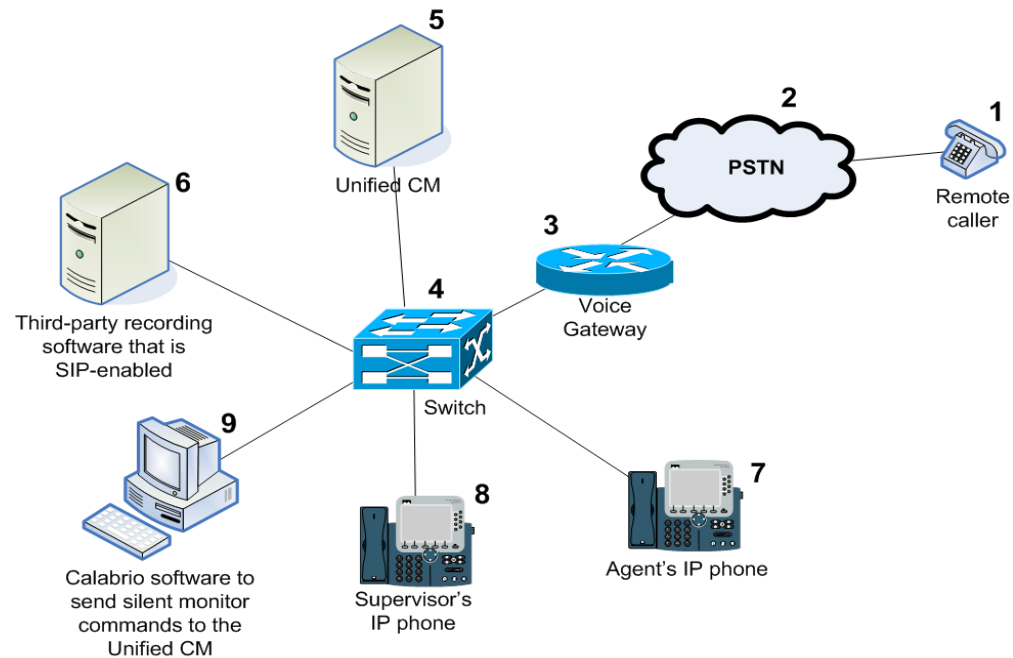 5
2
1
Unified CM
PSTN
6
Remote
caller
3
4
Voice
Gateway
Third-party recording
software that is
SIP-enabled
Switch
9
7
8
Agent's IP phone
Calabrio software to
send silent monitor
commands to the
Unified CM
Supervisor's
IP phone